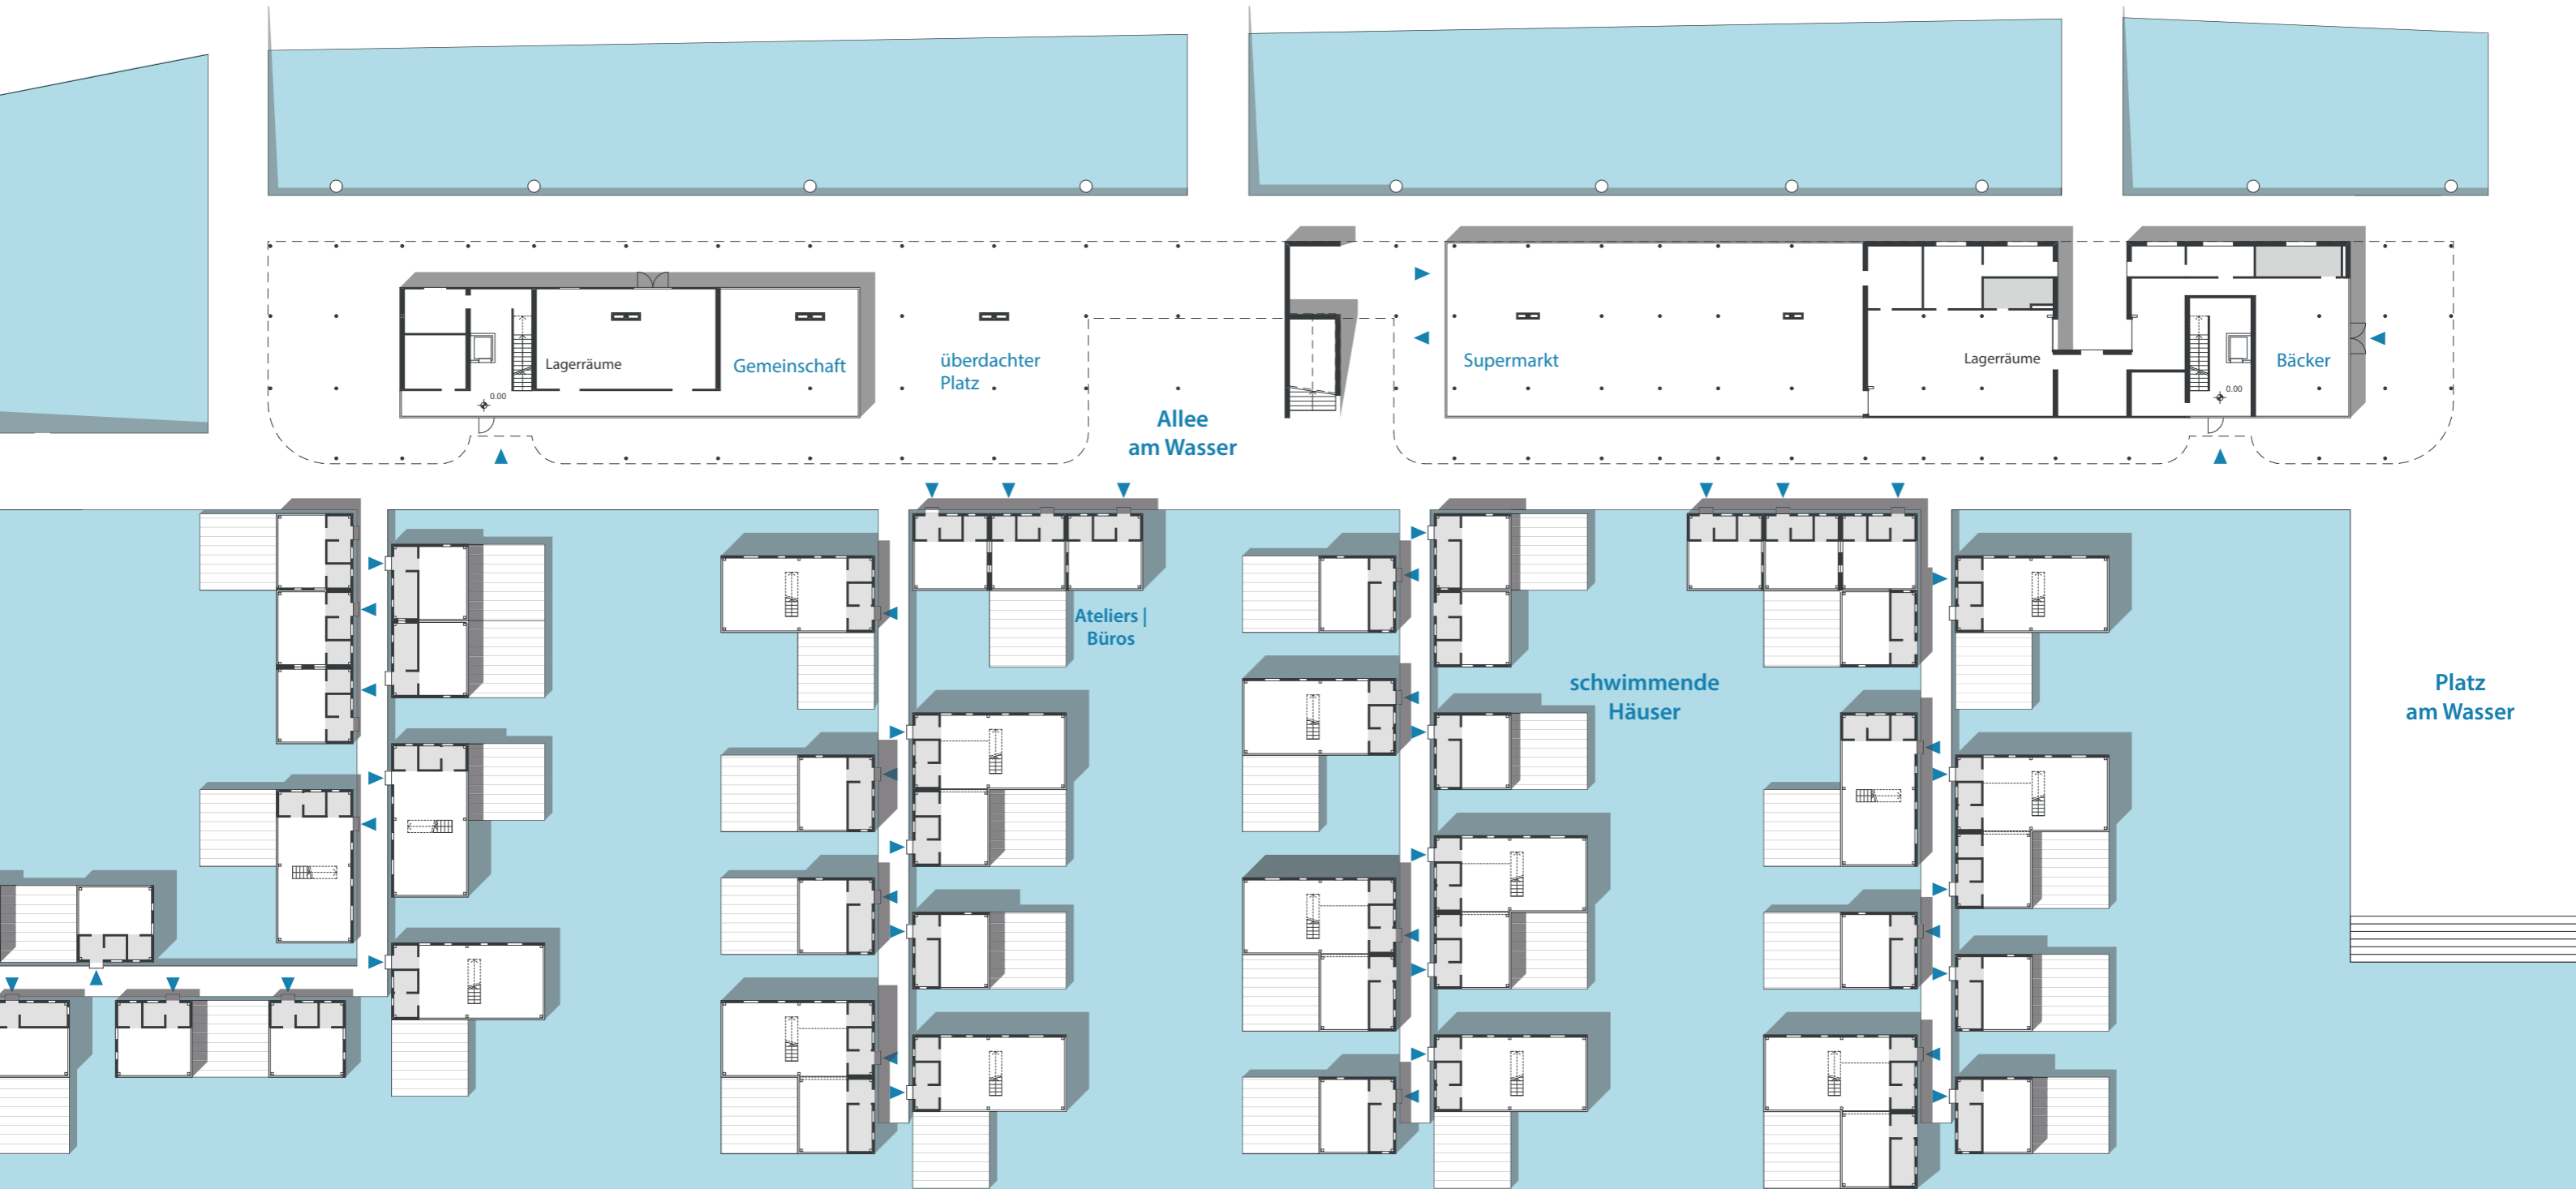 Lagerräume
Gemeinschaft
überdachter
Platz
Supermarkt
Lagerräume
Bäcker
0.00
0.00
Allee
am Wasser
Ateliers |
Büros
schwimmende
Häuser
Platz
am Wasser